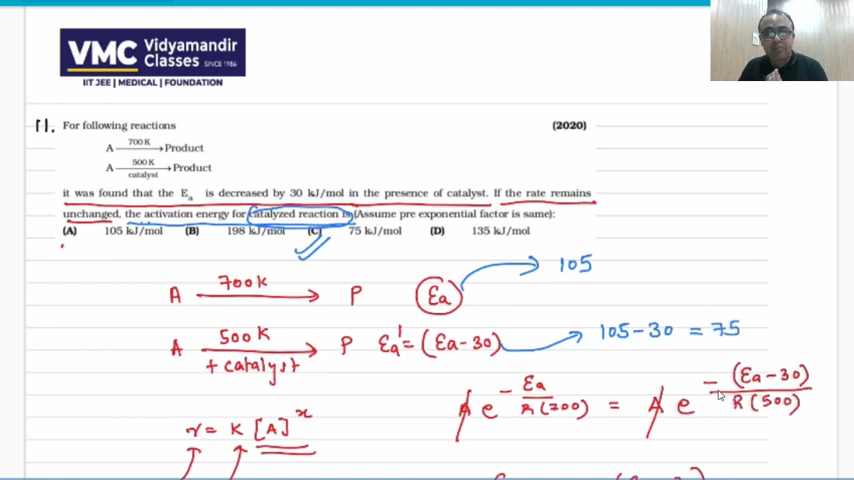 VMC Vidyamandir
Classes SINCE 1986
IIT JEE | MEDICAL | FOUNDATION
11. For following reactions (2020)
A 700 K → Product
A 500 K → catalyst Product
it was found that the Ea is decreased by 30 kJ/mol in the presence of catalyst. If the rate remains
unchanged, the activation energy for catalyzed reaction is (Assume pre exponential factor is same):
(A) 105 kJ/mol (B) 198 kJ/mol (C) 75 kJ/mol (D) 135 kJ/mol
A 700K → P Ea → 105
A 500K + catalyst → P Ea' = (Ea - 30) → 105 - 30 = 75
A e^-Ea/R(700) = A e^-(Ea-30)/R(500)
r = K [A]^x